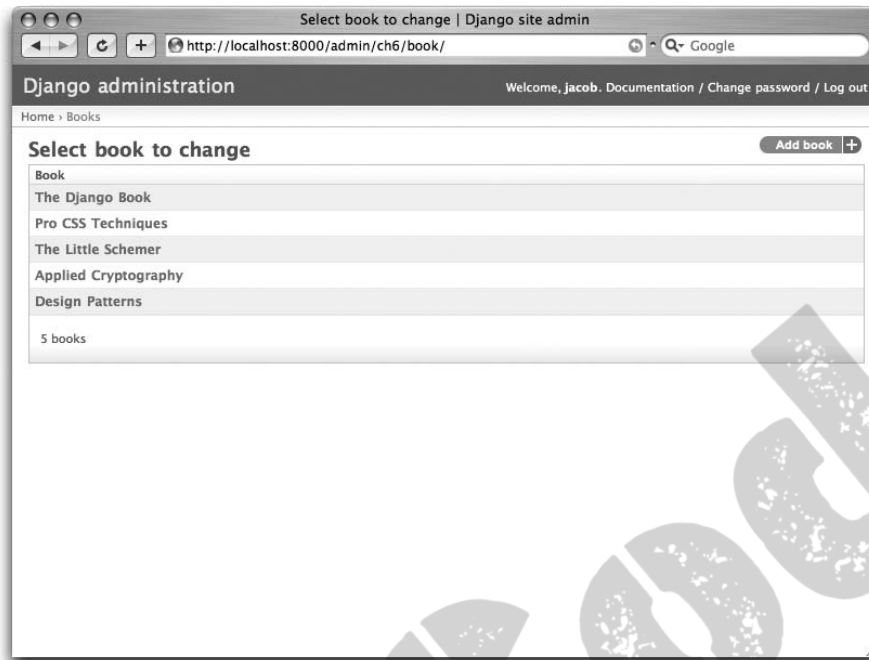 Select book to change | Django site admin
http://localhost:8000/admin/ch6/book/
Google
Django administration
Welcome, jacob. Documentation / Change password / Log out
Home › Books
Select book to change
Add book +
Book
The Django Book
Pro CSS Techniques
The Little Schemer
Applied Cryptography
Design Patterns
5 books